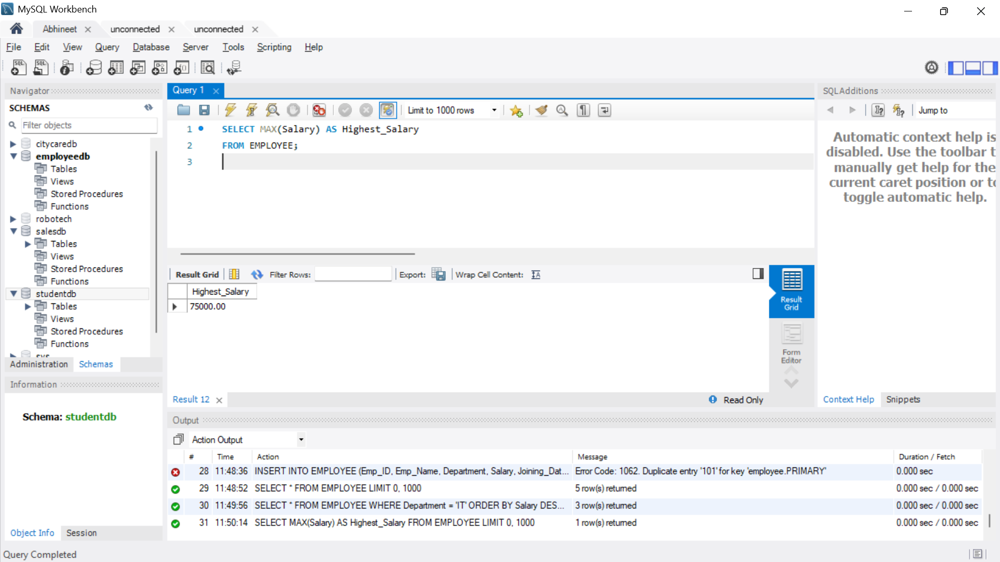 MySQL Workbench
Abhineet
unconnected
unconnected
File Edit View Query Database Server Tools Scripting Help
Navigator
SCHEMAS
Filter objects
citycaredb
employeedb
Tables
Views
Stored Procedures
Functions
robotech
salesdb
Tables
Views
Stored Procedures
Functions
studentdb
Tables
Views
Stored Procedures
Functions
sys
Administration Schemas
Information
Schema: studentdb
Object Info Session
Query 1
Limit to 1000 rows
1 SELECT MAX(Salary) AS Highest_Salary
2 FROM EMPLOYEE;
3
Result Grid Filter Rows: Export: Wrap Cell Content:
Highest_Salary
75000.00
Result
Grid
Form
Editor
Result 12
Read Only
SQLAdditions
Jump to
Automatic context help is
disabled. Use the toolbar t
manually get help for the
current caret position or to
toggle automatic help.
Context Help Snippets
Output
Action Output
# Time Action Message Duration / Fetch
28 11:48:36 INSERT INTO EMPLOYEE (Emp_ID, Emp_Name, Department, Salary, Joining_Dat... Error Code: 1062. Duplicate entry '101' for key 'employee.PRIMARY' 0.000 sec
29 11:48:52 SELECT * FROM EMPLOYEE LIMIT 0, 1000 5 row(s) returned 0.000 sec / 0.000 sec
30 11:49:56 SELECT * FROM EMPLOYEE WHERE Department = 'IT' ORDER BY Salary DES... 3 row(s) returned 0.000 sec / 0.000 sec
31 11:50:14 SELECT MAX(Salary) AS Highest_Salary FROM EMPLOYEE LIMIT 0, 1000 1 row(s) returned 0.000 sec / 0.000 sec
Query Completed